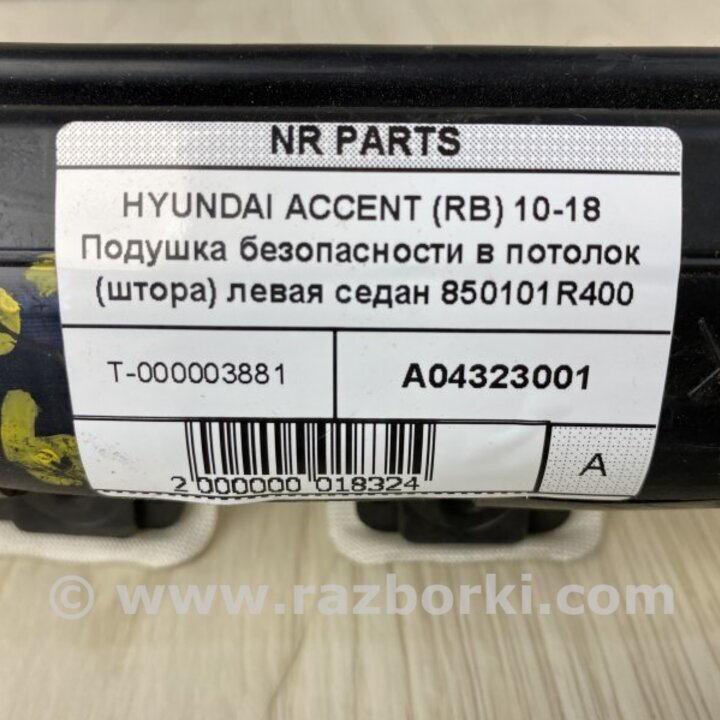 NR PARTS
HYUNDAI ACCENT (RB) 10-18
Подушка безопасности в потолок
(штора) левая седан 850101R400
T-000003881
A04323001
2 000000 018324
A
© www.razborki.com